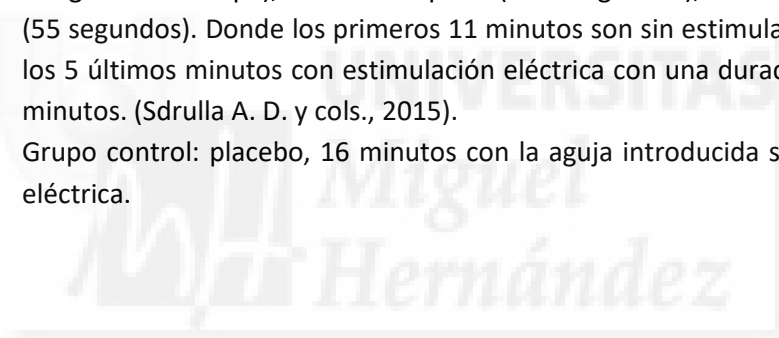 (55 segundos). Donde los primeros 11 minutos son sin estimula
los 5 últimos minutos con estimulación eléctrica con una durac
minutos. (Sdrulla A. D. y cols., 2015).
Grupo control: placebo, 16 minutos con la aguja introducida s
eléctrica.
UNIVERSITAS
Miguel
Hernández